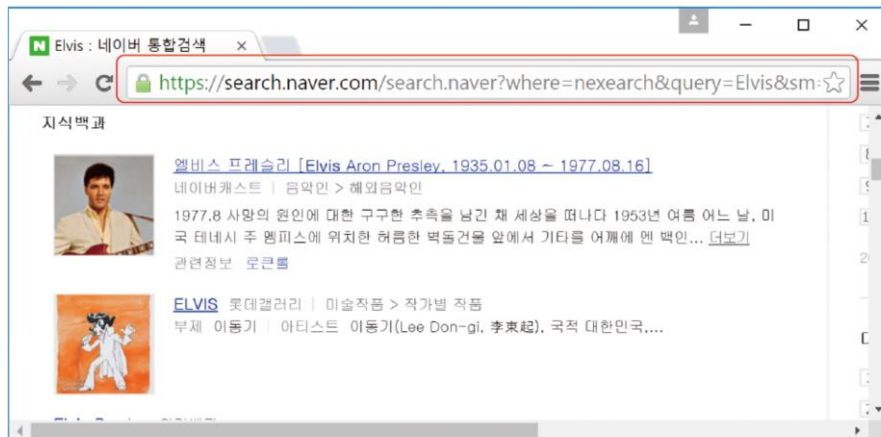 Elvis : 네이버 통합검색
https://search.naver.com/search.naver?where=nexearch&query=Elvis&sm=
지식백과
엘비스 프레슬리 [Elvis Aron Presley, 1935.01.08 ~ 1977.08.16]
네이버캐스트 | 음악인 > 해외음악인
1977.8 사망의 원인에 대한 구구한 추측을 남긴 채 세상을 떠나다 1953년 여름 어느 날, 미
국 테네시 주 멤피스에 위치한 허름한 벽돌건물 앞에서 기타를 어깨에 멘 백인... 더보기
관련정보 로큰롤
ELVIS 롯데갤러리 | 미술작품 > 작가별 작품
부제 이동기 | 아티스트 이동기(Lee Don-gi, 李東起), 국적 대한민국,...